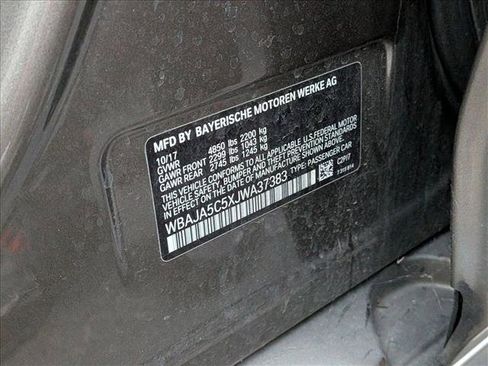 MFD BY BAYERISCHE MOTOREN WERKE AG
10/17
GVWR 4850 lbs 2200 kg
GAWR FRONT 2299 lbs 1043 kg
GAWR REAR 2745 lbs 1245 kg
THIS VEHICLE CONFORMS TO ALL APPLICABLE U.S. FEDERAL MOTOR
VEHICLE SAFETY, BUMPER AND THEFT PREVENTION STANDARDS
IN EFFECT ON THE DATE OF MANUFACTURE SHOWN ABOVE.
WBAJA5C5XJWA37383 TYPE: PASSENGER CAR
C2P17